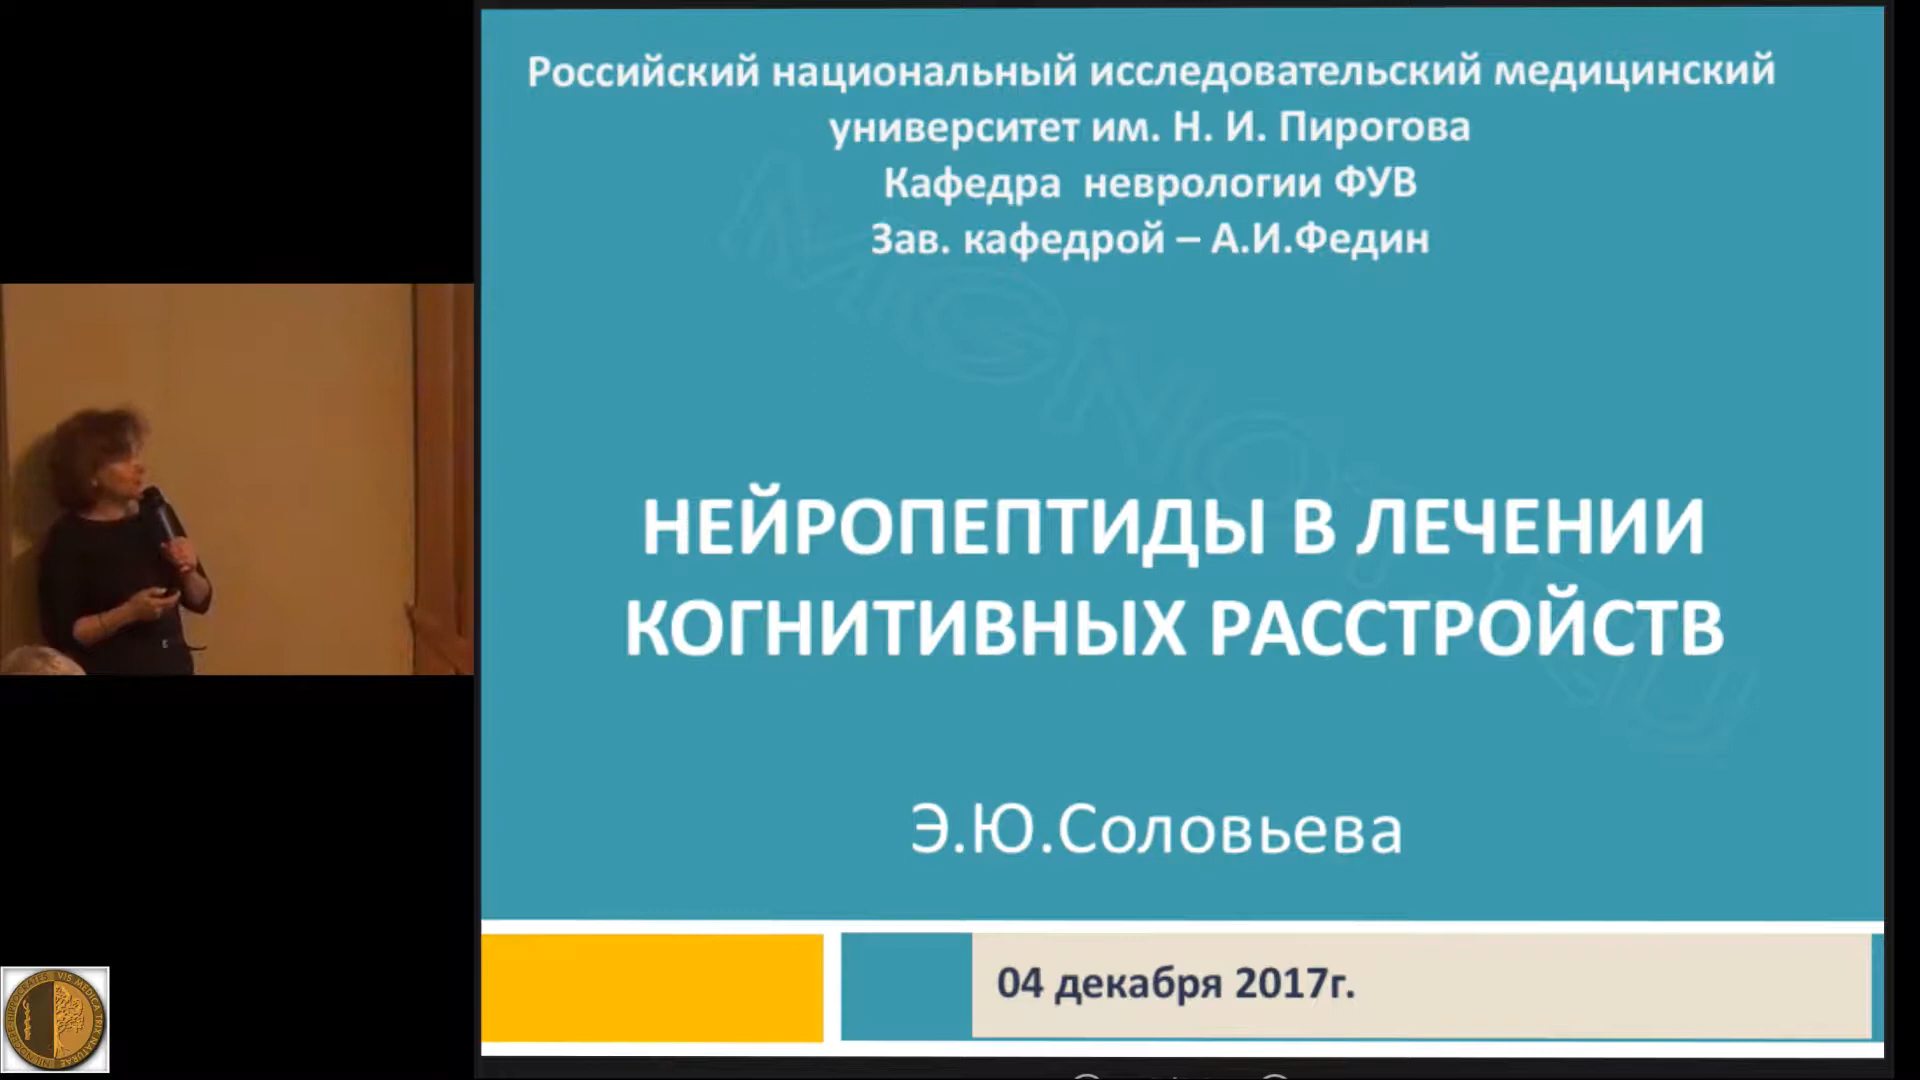 Российский национальный исследовательский медицинский
университет им. Н. И. Пирогова
Кафедра неврологии ФУВ
Зав. кафедрой – А.И.Федин
НЕЙРОПЕПТИДЫ В ЛЕЧЕНИИ
КОГНИТИВНЫХ РАССТРОЙСТВ
Э.Ю.Соловьева
04 декабря 2017г.